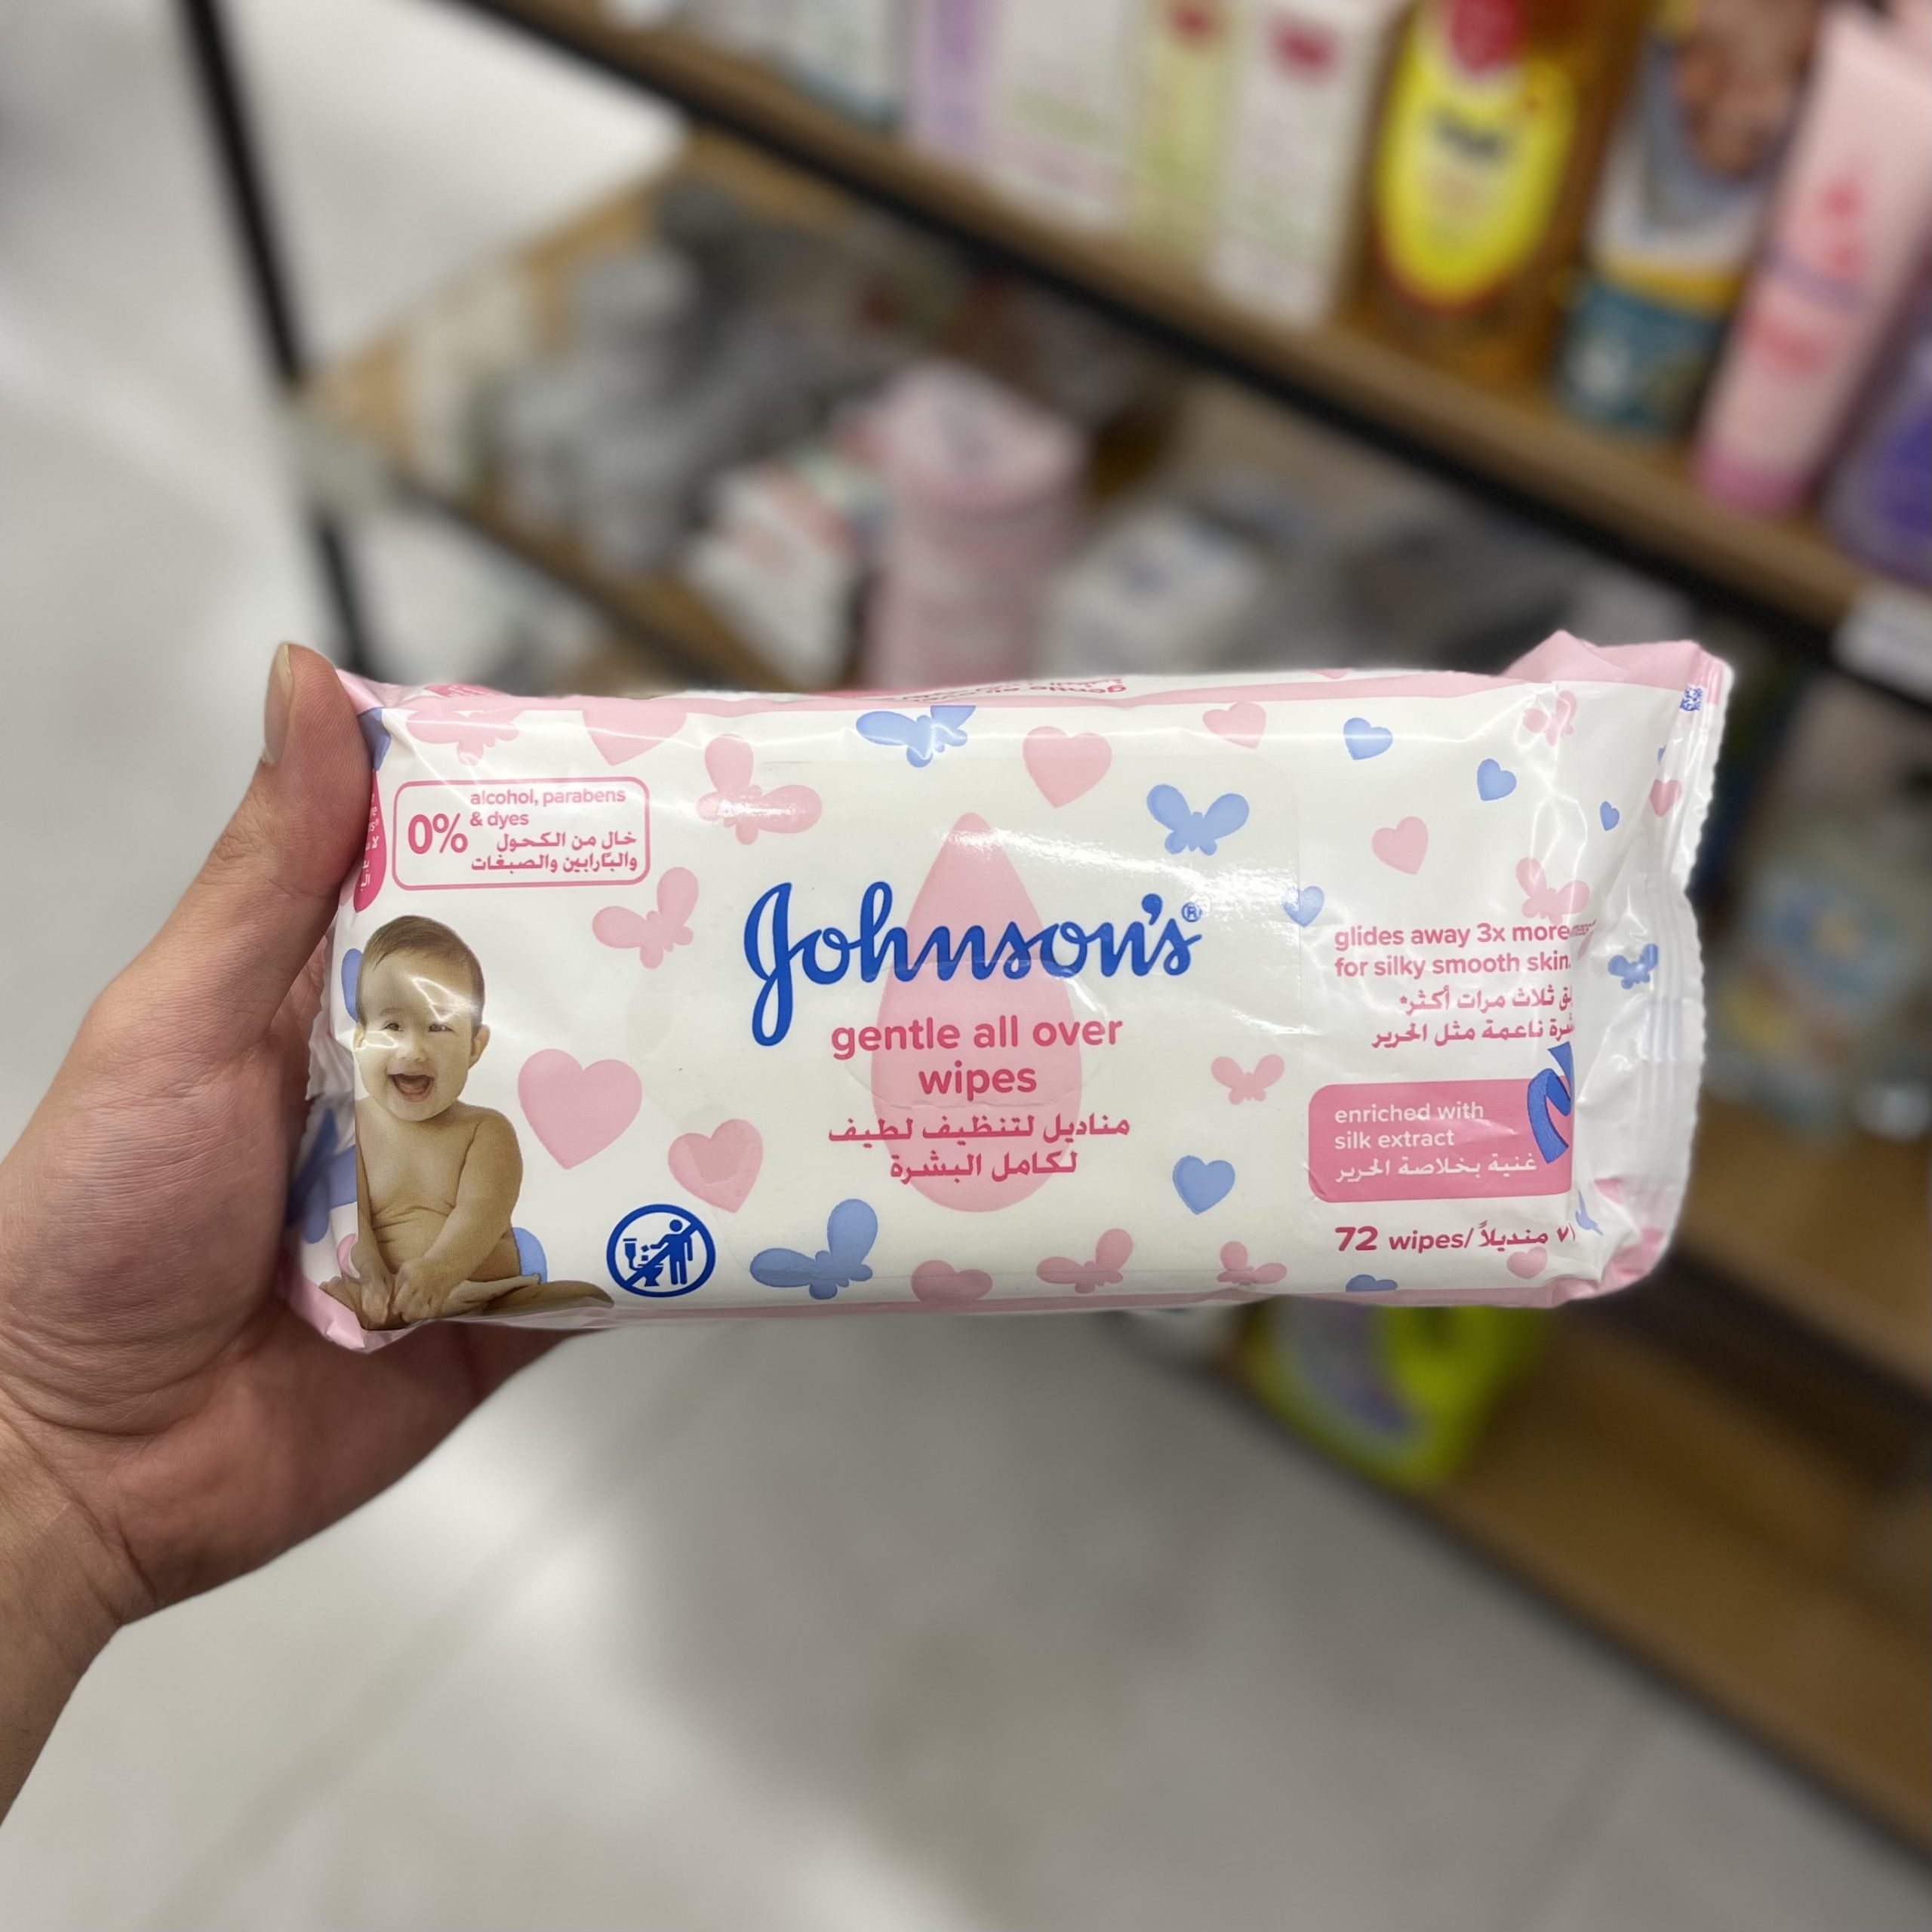 0%
alcohol, parabens
& dyes
خال من الكحول
والبارابين والصبغات
Johnson's®
gentle all over
wipes
مناديل لتنظيف لطيف
لكامل البشرة
glides away 3x more
for silky smooth skin
ثلاث مرات أكثر*
ناعمة مثل الحرير
enriched with
silk extract
غنية بخلاصة الحرير
72 wipes/ منديلاً